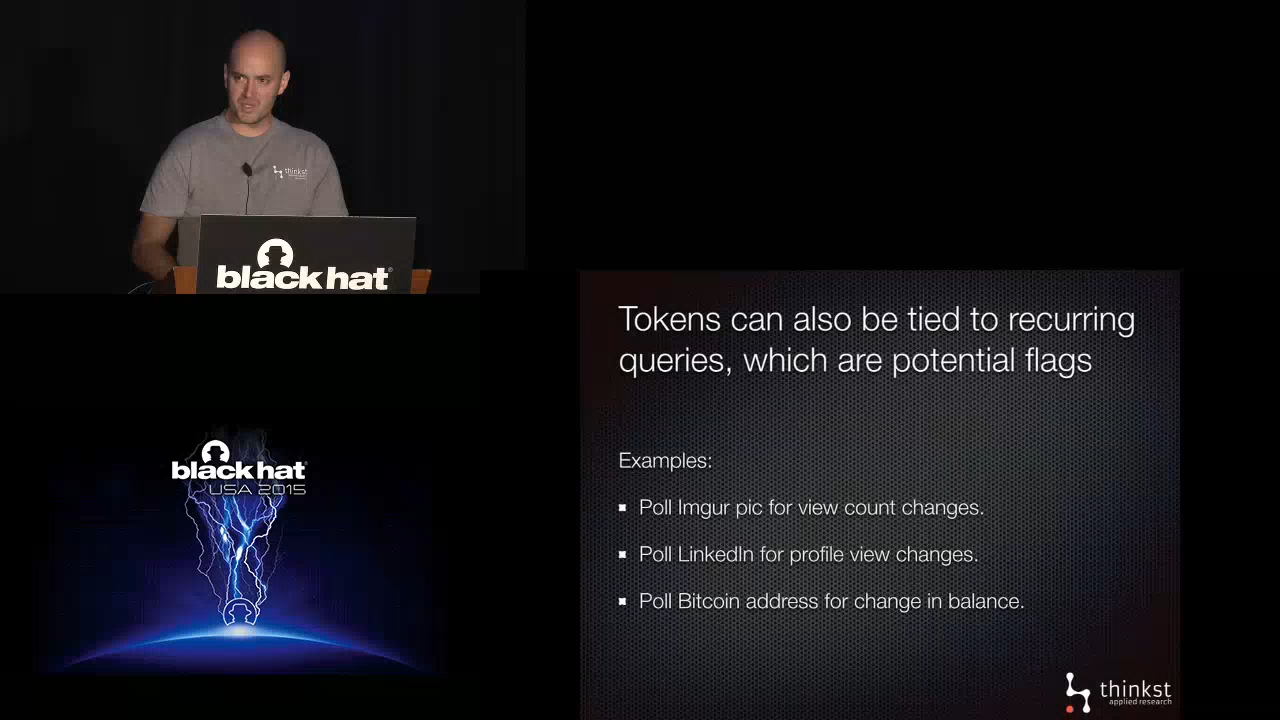 thinkst
black hat
black hat
USA 2015
Tokens can also be tied to recurring
queries, which are potential flags
Examples:
Poll Imgur pic for view count changes.
Poll LinkedIn for profile view changes.
Poll Bitcoin address for change in balance.
thinkst
applied research